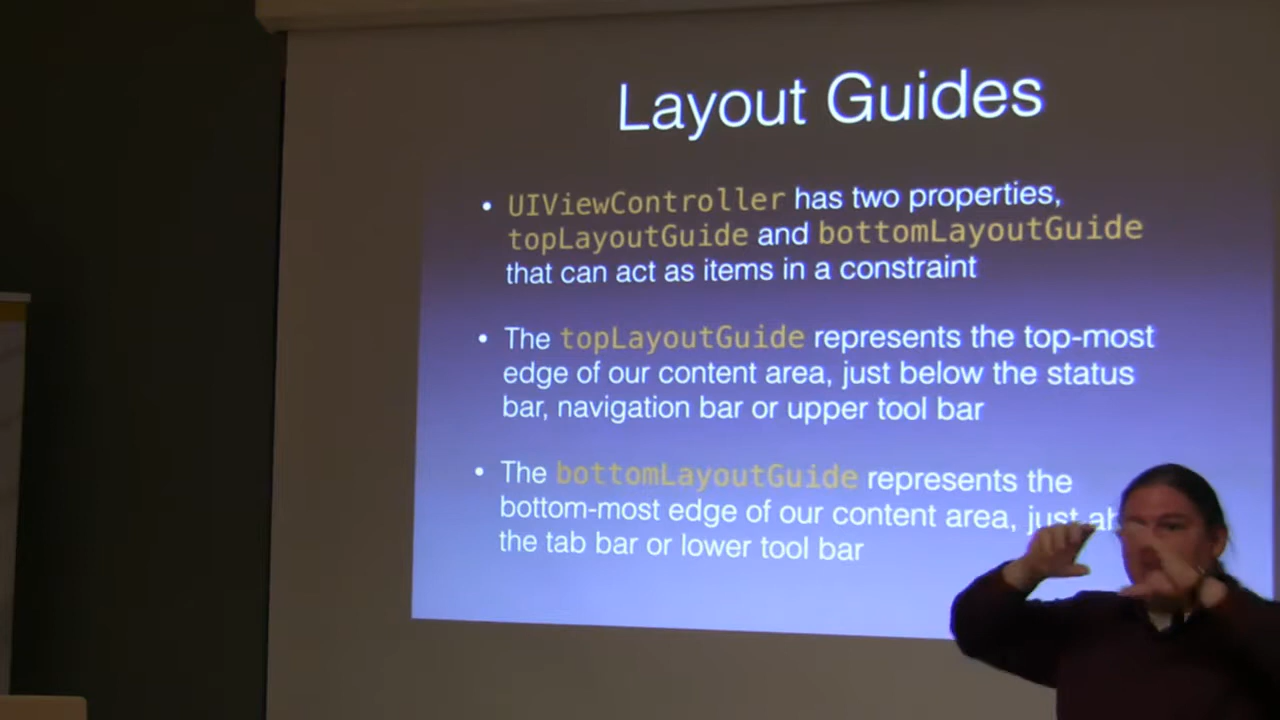 Layout Guides
• UIViewController has two properties,
topLayoutGuide and bottomLayoutGuide
that can act as items in a constraint
• The topLayoutGuide represents the top-most
edge of our content area, just below the status
bar, navigation bar or upper tool bar
• The bottomLayoutGuide represents the
bottom-most edge of our content area, just
the tab bar or lower tool bar